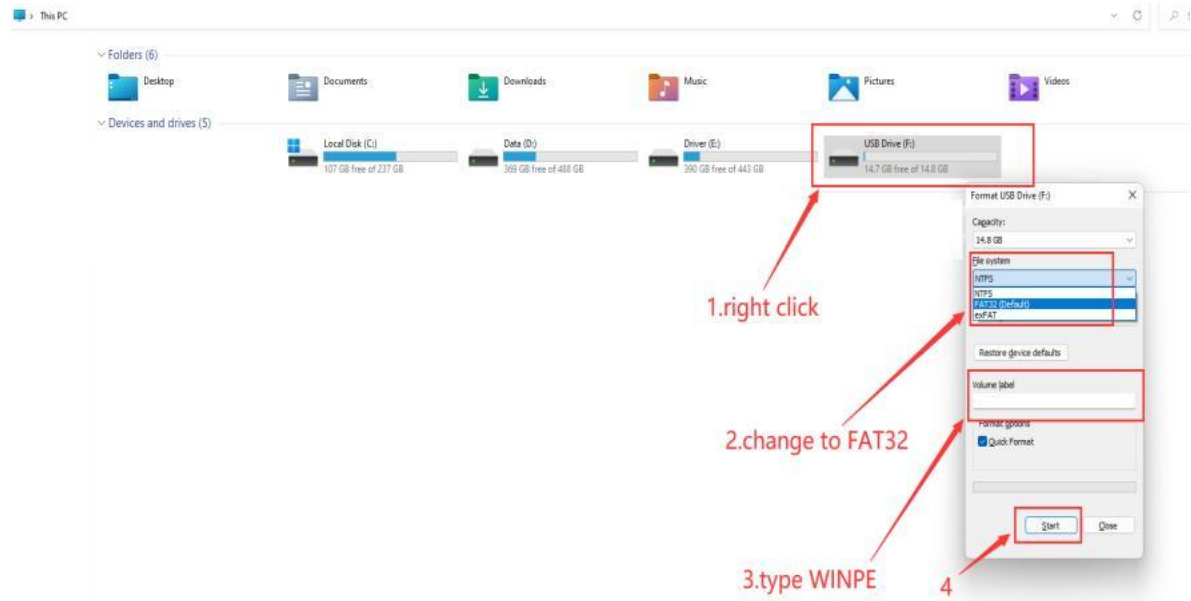 This PC
Folders (6)
Desktop
Documents
Downloads
Music
Pictures
Videos
Devices and drives (5)
Local Disk (C:)
107 GB free of 237 GB
Data (D:)
369 GB free of 488 GB
Driver (E:)
390 GB free of 443 GB
USB Drive (F:)
14.7 GB free of 14.8 GB
Format USB Drive (F:)
Capacity:
14.8 GB
File system
NTFS
NTFS
FAT32 (Default)
exFAT
Restore device defaults
Volume label
Format options
Quick Format
Start
Close
1.right click
2.change to FAT32
3.type WINPE
4